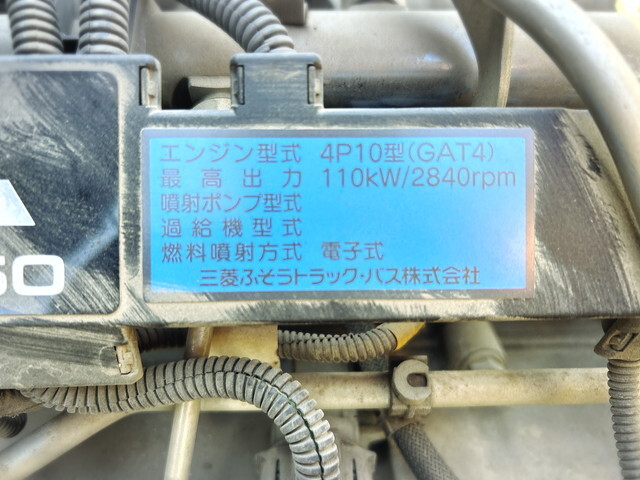 エンジン型式 4P10型(GAT4)
最高出力 110kW/2840rpm
噴射ポンプ型式
過給機型式
燃料噴射方式 電子式
三菱ふそうトラック・バス株式会社
50